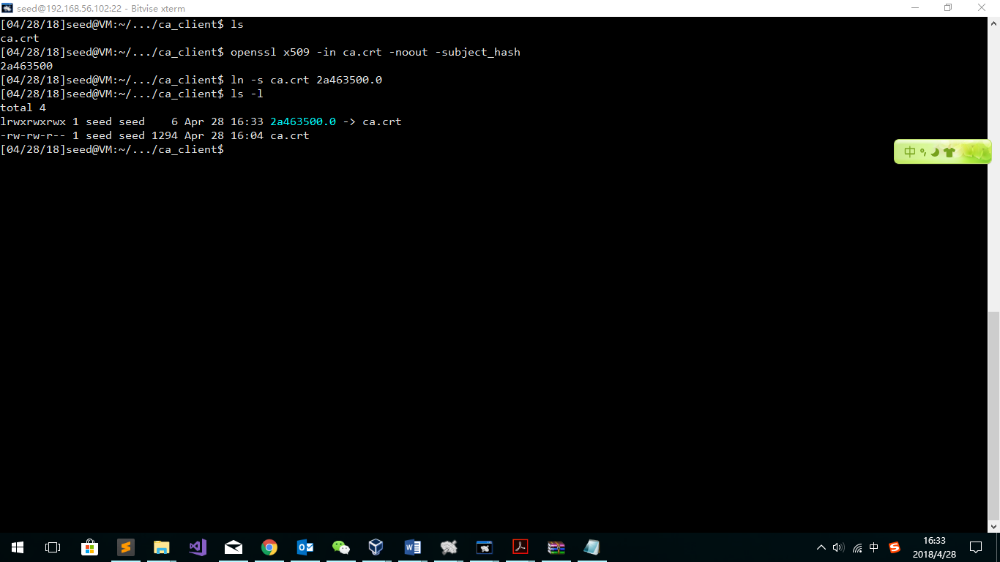 seed@192.168.56.102:22 - Bitvise xterm
[04/28/18]seed@VM:~/.../ca_client$ ls
ca.crt
[04/28/18]seed@VM:~/.../ca_client$ openssl x509 -in ca.crt -noout -subject_hash
2a463500
[04/28/18]seed@VM:~/.../ca_client$ ln -s ca.crt 2a463500.0
[04/28/18]seed@VM:~/.../ca_client$ ls -l
total 4
lrwxrwxrwx 1 seed seed    6 Apr 28 16:33 2a463500.0 -> ca.crt
-rw-rw-r-- 1 seed seed 1294 Apr 28 16:04 ca.crt
[04/28/18]seed@VM:~/.../ca_client$
中
中
16:33
2018/4/28